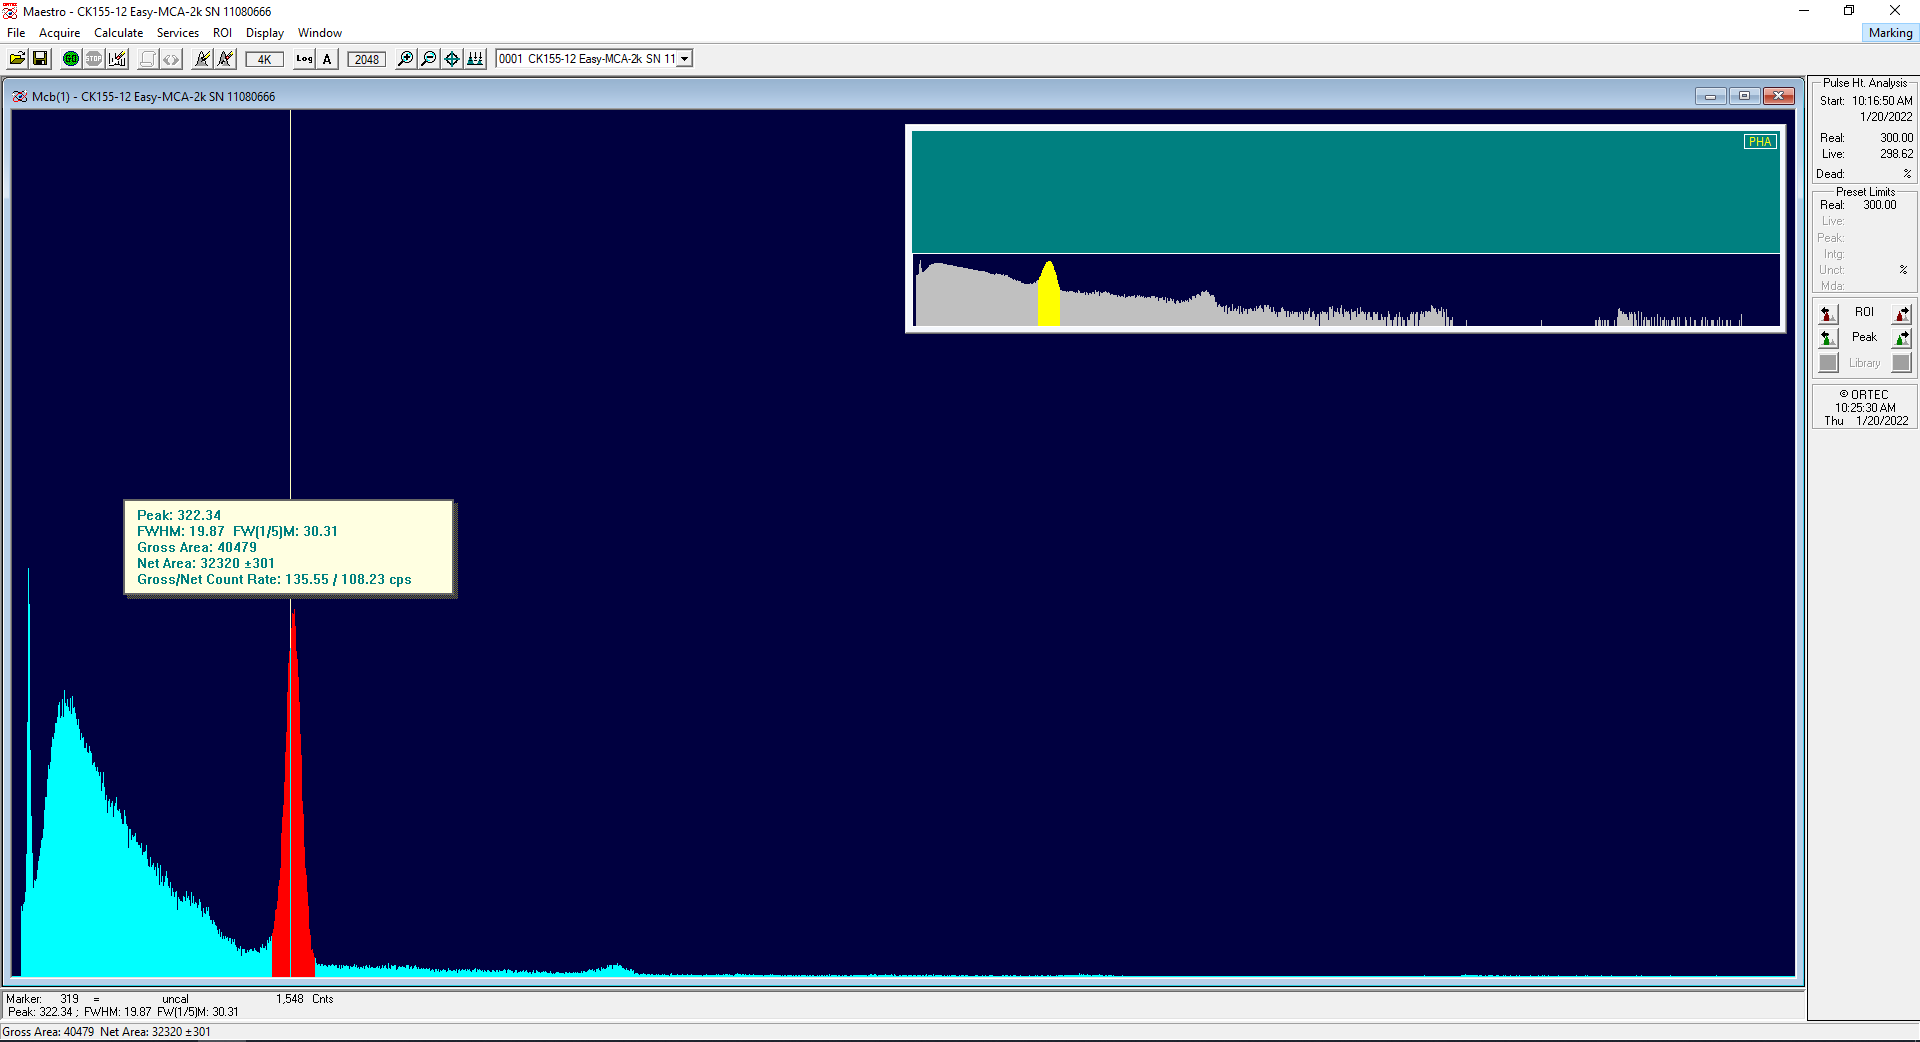 Maestro - CK155-12 Easy-MCA-2k SN 11080666
File Acquire Calculate Services ROI Display Window
Marking
GO STOP 4K Log A 2048 0001 CK155-12 Easy-MCA-2k SN 11
Mcb(1) - CK155-12 Easy-MCA-2k SN 11080666
PHA
Peak: 322.34
FWHM: 19.87 FW(1/5)M: 30.31
Gross Area: 40479
Net Area: 32320 ±301
Gross/Net Count Rate: 135.55 / 108.23 cps
Pulse Ht. Analysis
Start: 10:16:50 AM
1/20/2022
Real: 300.00
Live: 298.62
Dead: %
Preset Limits
Real: 300.00
Live:
Peak:
Intg:
Unct: %
Mda:
ROI
Peak
Library
© ORTEC
10:25:30 AM
Thu 1/20/2022
Marker: 319 = uncal 1,548 Cnts
Peak: 322.34 ; FWHM: 19.87 FW(1/5)M: 30.31
Gross Area: 40479 Net Area: 32320 ±301